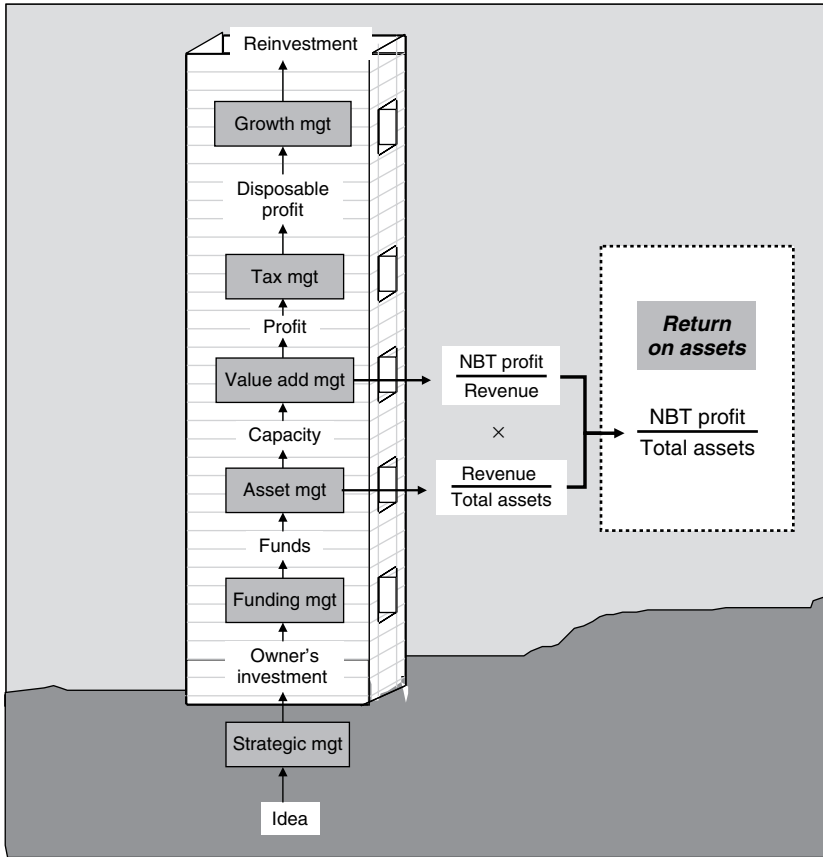 Reinvestment
Growth mgt
Disposable
profit
Tax mgt
Profit
Value add mgt
Capacity
Asset mgt
Funds
Funding mgt
Owner's
investment
Strategic mgt
Idea
NBT profit
Revenue
×
Revenue
Total assets
Return
on assets
NBT profit
Total assets